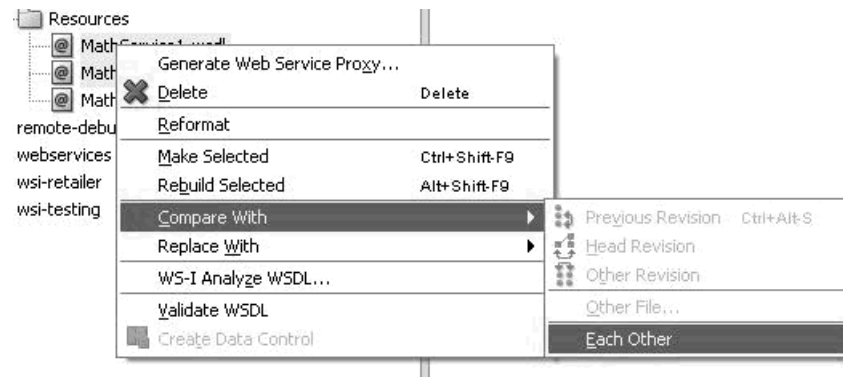 Resources
MathService1.wsdl
Generate Web Service Proxy...
Math
Delete Delete
Math
Reformat
remote-debu
Make Selected Ctrl+Shift-F9
webservices
Rebuild Selected Alt+Shift-F9
wsi-retailer
wsi-testing
Compare With
Previous Revision Ctrl+Alt-S
Replace With
Head Revision
WS-I Analyze WSDL...
Other Revision
Validate WSDL
Other File...
Create Data Control
Each Other